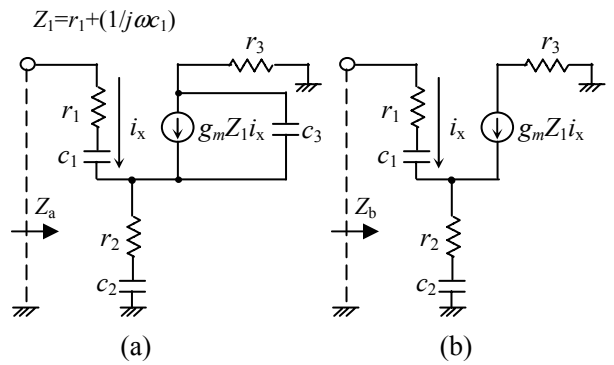 Z₁=r₁+(1/jωc₁)
r₃
r₁
iₓ
gₘZ₁iₓ
c₃
c₁
Zₐ
r₂
c₂
(a)
r₃
r₁
iₓ
gₘZ₁iₓ
c₁
Z_b
r₂
c₂
(b)